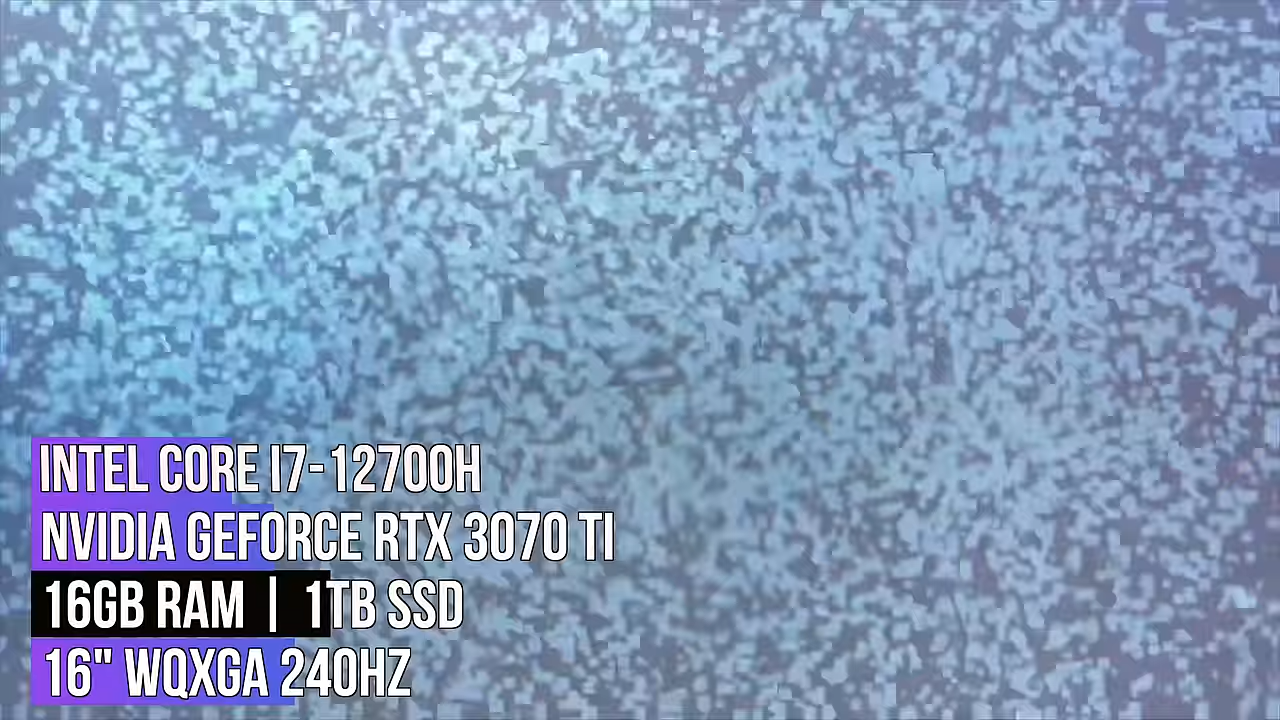 INTEL CORE I7-12700H
NVIDIA GEFORCE RTX 3070 TI
16GB RAM | 1TB SSD
16" WQXGA 240HZ